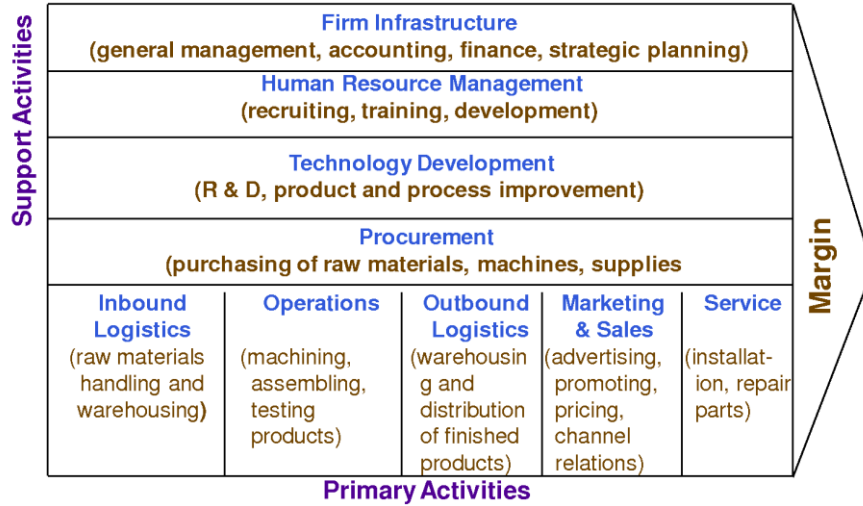 Support Activities
Firm Infrastructure
(general management, accounting, finance, strategic planning)
Human Resource Management
(recruiting, training, development)
Technology Development
(R & D, product and process improvement)
Procurement
(purchasing of raw materials, machines, supplies
Inbound
Logistics
(raw materials
handling and
warehousing)
Operations
(machining,
assembling,
testing
products)
Outbound
Logistics
(warehousin
g and
distribution
of finished
products)
Marketing
& Sales
(advertising,
promoting,
pricing,
channel
relations)
Service
(installat-
ion, repair
parts)
Margin
Primary Activities